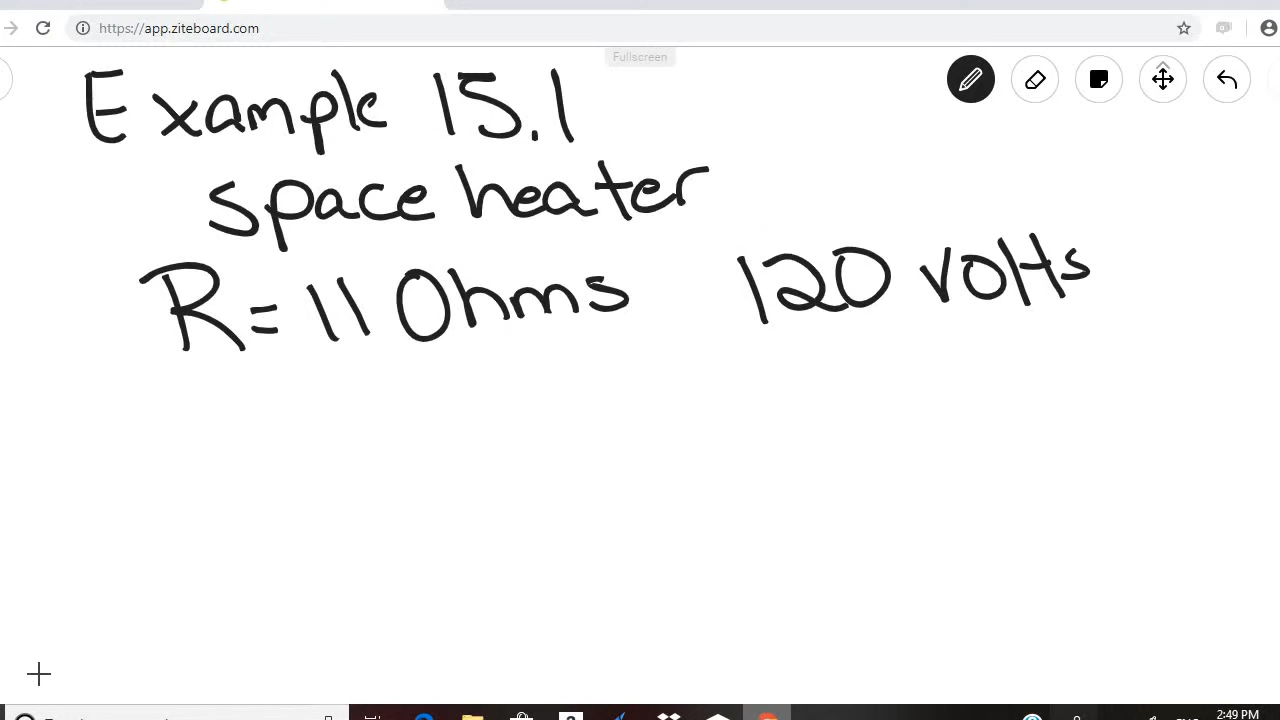 https://app.ziteboard.com
Fullscreen
Example 15.1
space heater
R = 11 Ohms 120 volts
2:49 PM